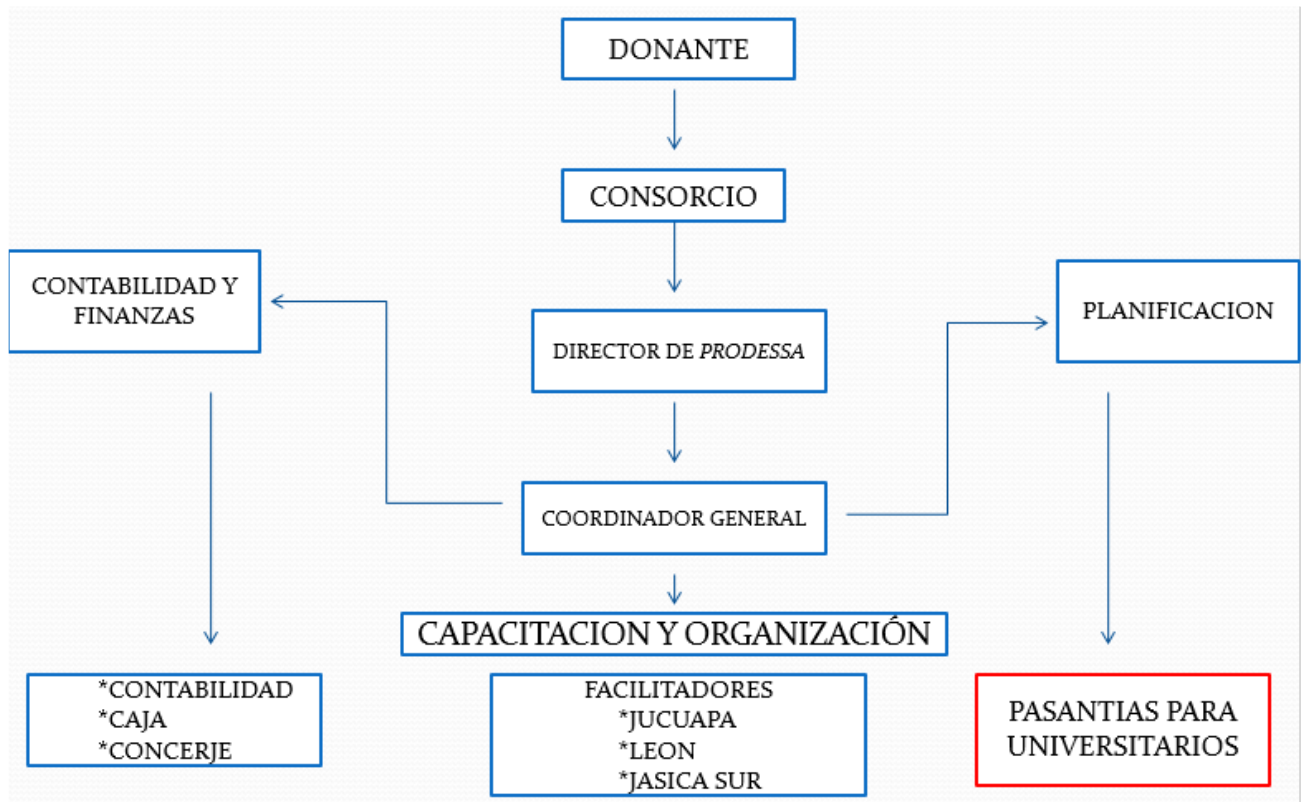 DONANTE
CONSORCIO
CONTABILIDAD Y
FINANZAS
PLANIFICACION
DIRECTOR DE PRODESSA
COORDINADOR GENERAL
CAPACITACION Y ORGANIZACIÓN
*CONTABILIDAD
*CAJA
*CONCERJE
FACILITADORES
*JUCUAPA
*LEON
*JASICA SUR
PASANTIAS PARA
UNIVERSITARIOS